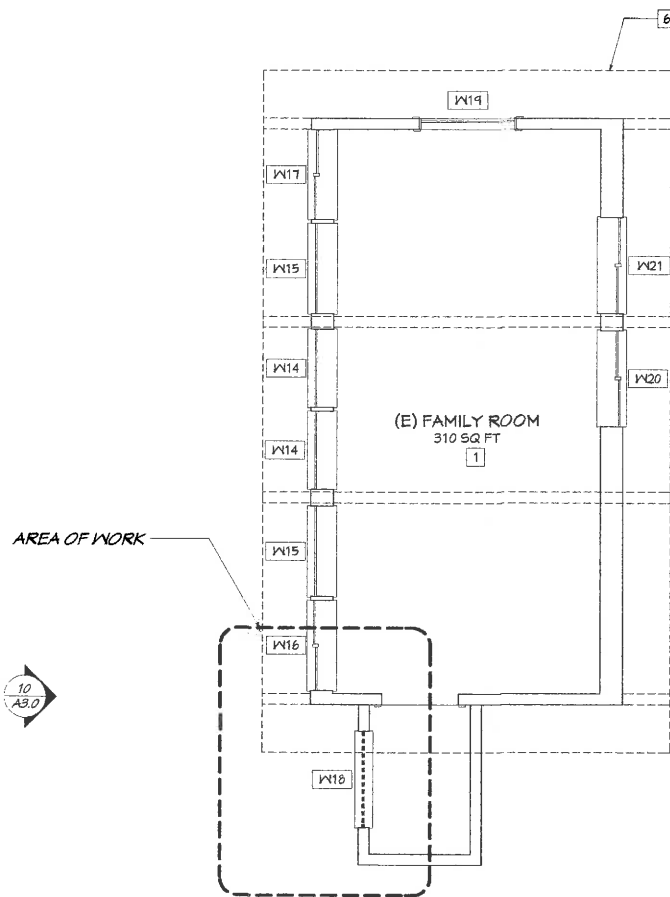 6
W19
W17
W15
W21
W14
W20
(E) FAMILY ROOM
310 SQ FT
1
W14
AREA OF WORK
W15
W16
10
A3.0
W18